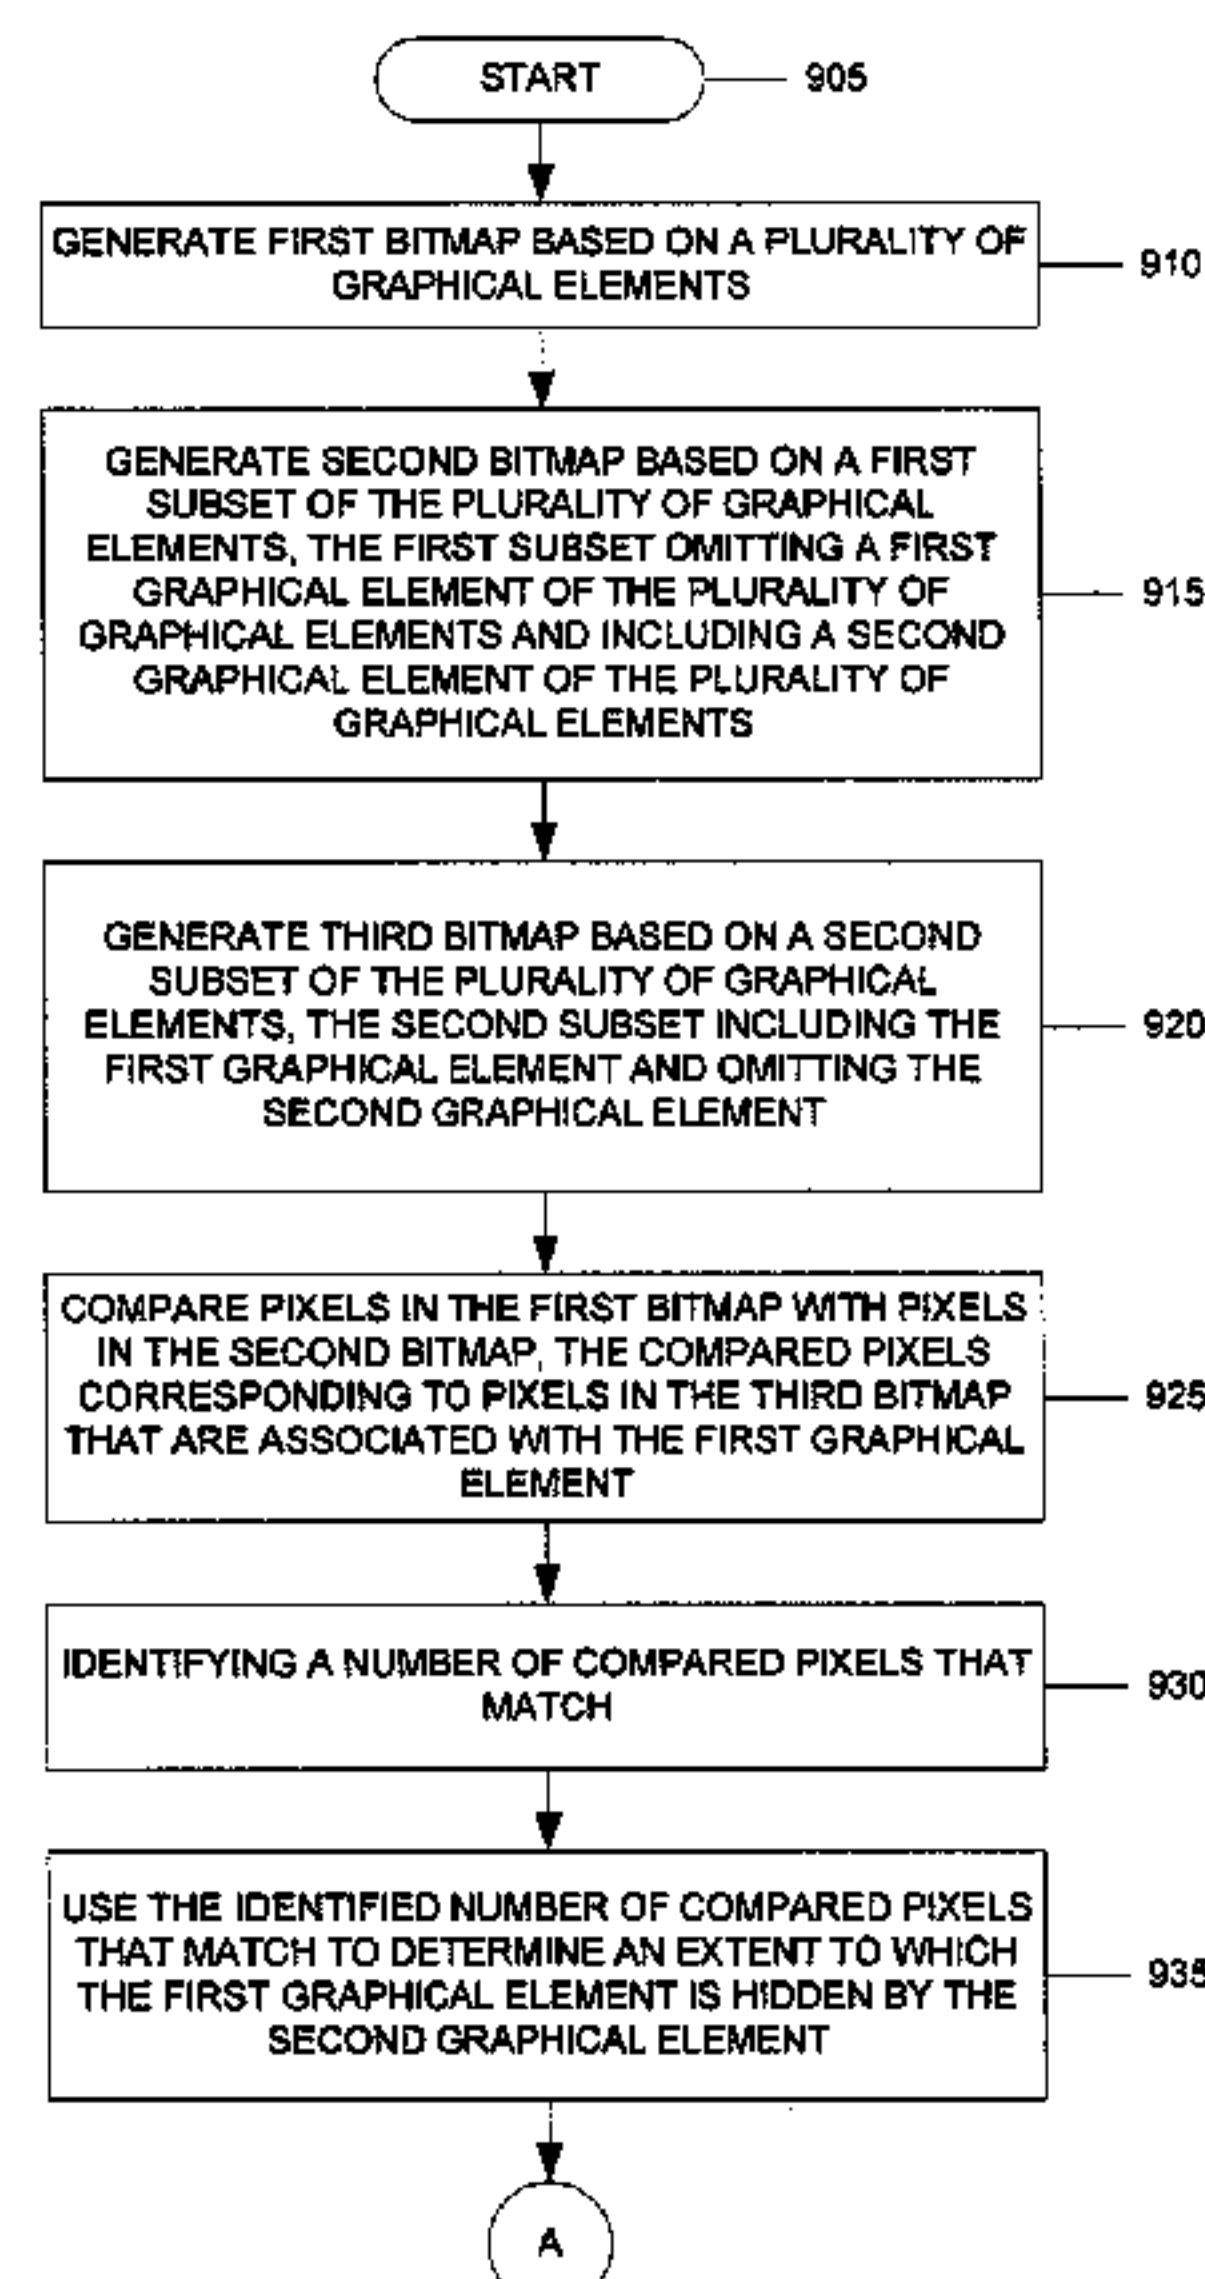 START
905
GENERATE FIRST BITMAP BASED ON A PLURALITY OF
GRAPHICAL ELEMENTS
910
GENERATE SECOND BITMAP BASED ON A FIRST
SUBSET OF THE PLURALITY OF GRAPHICAL
ELEMENTS, THE FIRST SUBSET OMITTING A FIRST
GRAPHICAL ELEMENT OF THE PLURALITY OF
GRAPHICAL ELEMENTS AND INCLUDING A SECOND
GRAPHICAL ELEMENT OF THE PLURALITY OF
GRAPHICAL ELEMENTS
915
GENERATE THIRD BITMAP BASED ON A SECOND
SUBSET OF THE PLURALITY OF GRAPHICAL
ELEMENTS, THE SECOND SUBSET INCLUDING THE
FIRST GRAPHICAL ELEMENT AND OMITTING THE
SECOND GRAPHICAL ELEMENT
920
COMPARE PIXELS IN THE FIRST BITMAP WITH PIXELS
IN THE SECOND BITMAP, THE COMPARED PIXELS
CORRESPONDING TO PIXELS IN THE THIRD BITMAP
THAT ARE ASSOCIATED WITH THE FIRST GRAPHICAL
ELEMENT
925
IDENTIFYING A NUMBER OF COMPARED PIXELS THAT
MATCH
930
USE THE IDENTIFIED NUMBER OF COMPARED PIXELS
THAT MATCH TO DETERMINE AN EXTENT TO WHICH
THE FIRST GRAPHICAL ELEMENT IS HIDDEN BY THE
SECOND GRAPHICAL ELEMENT
935
A